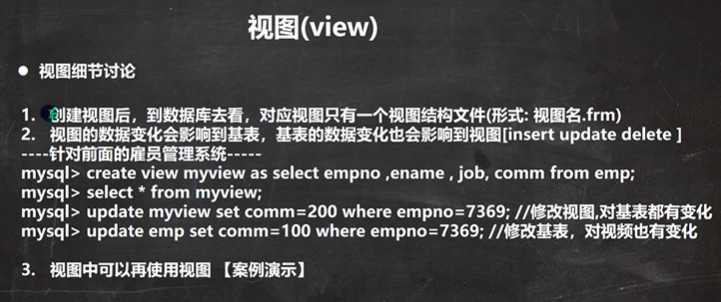 视图(view)
● 视图细节讨论
1. 创建视图后，到数据库去看，对应视图只有一个视图结构文件(形式: 视图名.frm)
2. 视图的数据变化会影响到基表，基表的数据变化也会影响到视图[insert update delete ]
----针对前面的雇员管理系统-----
mysql> create view myview as select empno ,ename , job, comm from emp;
mysql> select * from myview;
mysql> update myview set comm=200 where empno=7369; //修改视图,对基表都有变化
mysql> update emp set comm=100 where empno=7369; //修改基表，对视频也有变化
3. 视图中可以再使用视图 【案例演示】